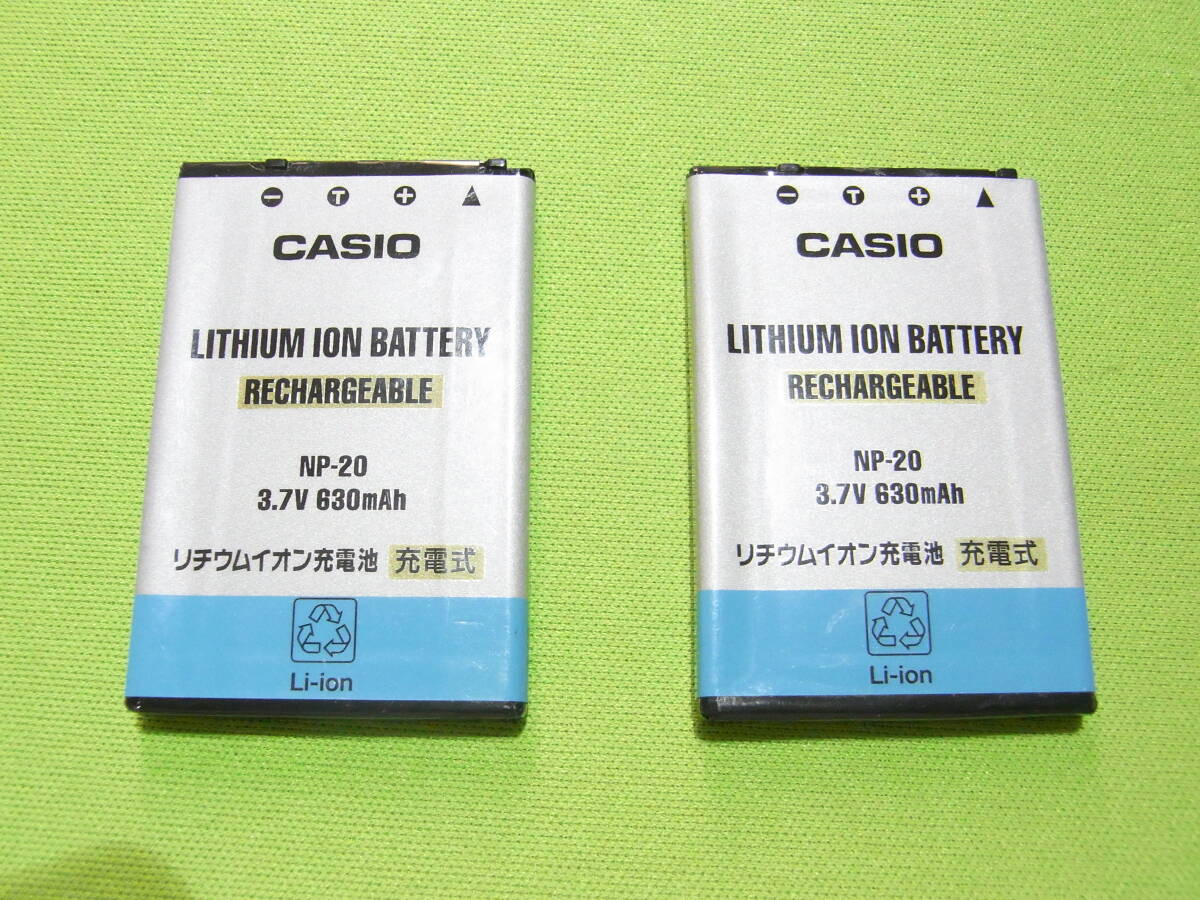 − T + ▲
CASIO
LITHIUM ION BATTERY
RECHARGEABLE
NP-20
3.7V 630mAh
リチウムイオン充電池 充電式
Li-ion
− T + ▲
CASIO
LITHIUM ION BATTERY
RECHARGEABLE
NP-20
3.7V 630mAh
リチウムイオン充電池 充電式
Li-ion